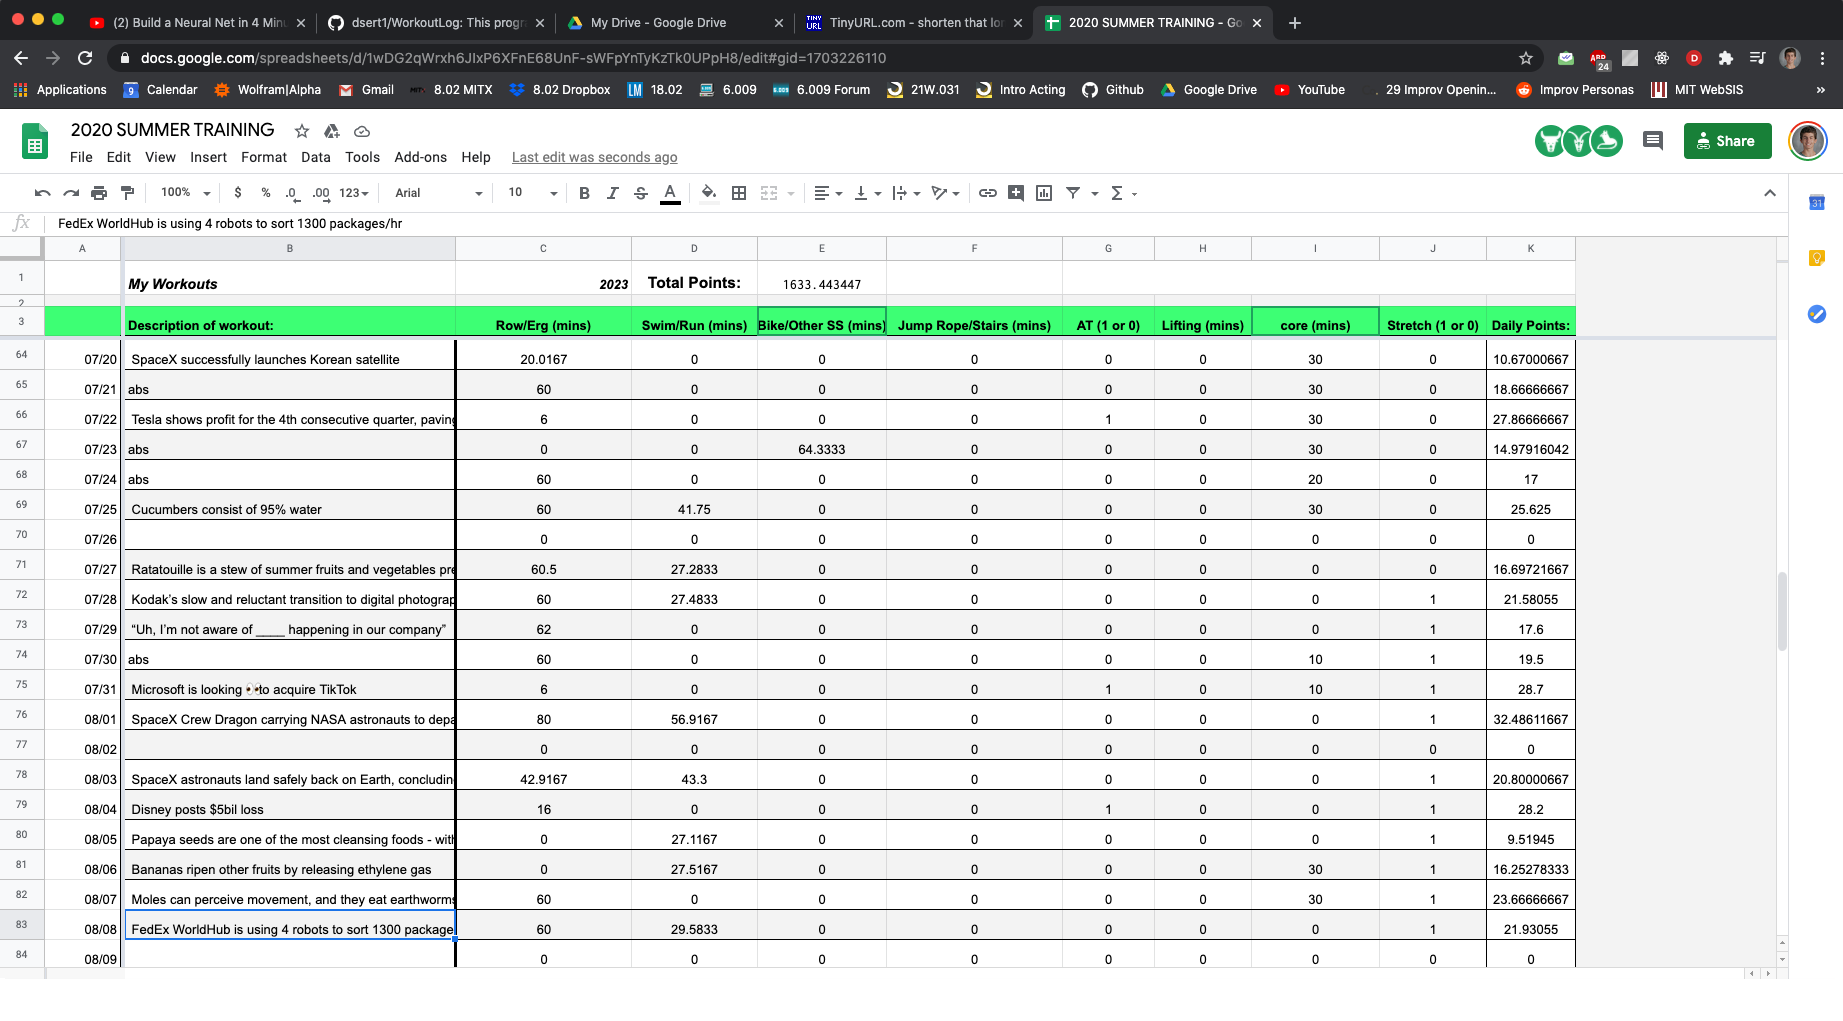 (2) Build a Neural Net in 4 Minu
dsert1/WorkoutLog: This progr
My Drive - Google Drive
TINY URL TinyURL.com - shorten that lon
2020 SUMMER TRAINING - Go
docs.google.com/spreadsheets/d/1wDG2qWrxh6JIxP6XFnE68UnF-sWFpYnTyKzTk0UPpH8/edit#gid=1703226110
ABP 24 D
Applications 9 Calendar Wolfram|Alpha Gmail MIT 8.02 MITX 8.02 Dropbox LM 18.02 6.009 6.009 Forum 21W.031 Intro Acting Github Google Drive YouTube 29 Improv Openin... Improv Personas MIT WebSIS »
2020 SUMMER TRAINING
File Edit View Insert Format Data Tools Add-ons Help Last edit was seconds ago
Share
100% $ % .0 .00 123 Arial 10 B I S A Σ
31
fx FedEx WorldHub is using 4 robots to sort 1300 packages/hr
A B C D E F G H I J K
1 My Workouts 2023 Total Points: 1633.443447
2
3 Description of workout: Row/Erg (mins) Swim/Run (mins) Bike/Other SS (mins) Jump Rope/Stairs (mins) AT (1 or 0) Lifting (mins) core (mins) Stretch (1 or 0) Daily Points:
64 07/20 SpaceX successfully launches Korean satellite 20.0167 0 0 0 0 0 30 0 10.67000667
65 07/21 abs 60 0 0 0 0 0 30 0 18.66666667
66 07/22 Tesla shows profit for the 4th consecutive quarter, paving 6 0 0 0 1 0 30 0 27.86666667
67 07/23 abs 0 0 64.3333 0 0 0 30 0 14.97916042
68 07/24 abs 60 0 0 0 0 0 20 0 17
69 07/25 Cucumbers consist of 95% water 60 41.75 0 0 0 0 30 0 25.625
70 07/26 0 0 0 0 0 0 0 0 0
71 07/27 Ratatouille is a stew of summer fruits and vegetables pre 60.5 27.2833 0 0 0 0 0 0 16.69721667
72 07/28 Kodak's slow and reluctant transition to digital photograp 60 27.4833 0 0 0 0 0 1 21.58055
73 07/29 “Uh, I'm not aware of ____ happening in our company” 62 0 0 0 0 0 0 1 17.6
74 07/30 abs 60 0 0 0 0 0 10 1 19.5
75 07/31 Microsoft is looking 👀to acquire TikTok 6 0 0 0 1 0 10 1 28.7
76 08/01 SpaceX Crew Dragon carrying NASA astronauts to depa 80 56.9167 0 0 0 0 0 1 32.48611667
77 08/02 0 0 0 0 0 0 0 0 0
78 08/03 SpaceX astronauts land safely back on Earth, concludin 42.9167 43.3 0 0 0 0 0 1 20.80000667
79 08/04 Disney posts $5bil loss 16 0 0 0 1 0 0 1 28.2
80 08/05 Papaya seeds are one of the most cleansing foods - with 0 27.1167 0 0 0 0 0 1 9.51945
81 08/06 Bananas ripen other fruits by releasing ethylene gas 0 27.5167 0 0 0 0 30 1 16.25278333
82 08/07 Moles can perceive movement, and they eat earthworms 60 0 0 0 0 0 30 1 23.66666667
83 08/08 FedEx WorldHub is using 4 robots to sort 1300 package 60 29.5833 0 0 0 0 0 1 21.93055
84 08/09 0 0 0 0 0 0 0 0 0